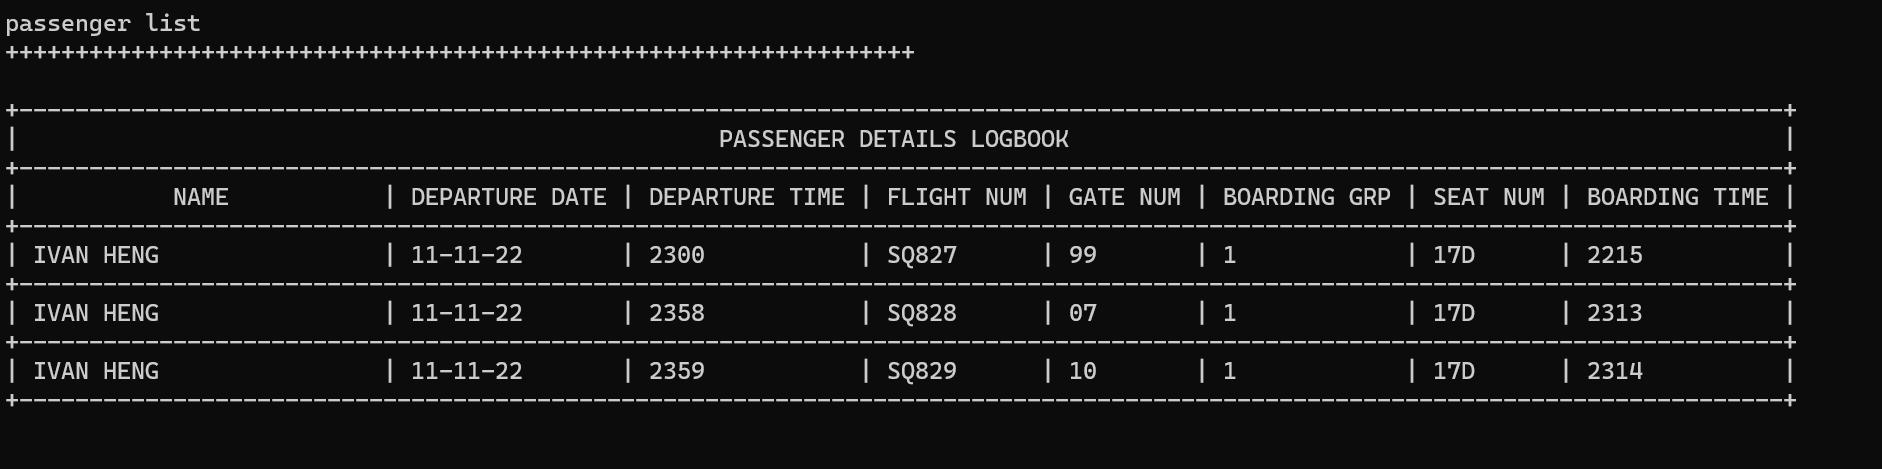 passenger list
+++++++++++++++++++++++++++++++++++++++++++++++++++++++++++++++++
+------------------------------------------------------------------------------------------------------------------------------+
|                                                  PASSENGER DETAILS LOGBOOK                                                   |
+------------------------------------------------------------------------------------------------------------------------------+
|           NAME           | DEPARTURE DATE | DEPARTURE TIME | FLIGHT NUM | GATE NUM | BOARDING GRP | SEAT NUM | BOARDING TIME |
+------------------------------------------------------------------------------------------------------------------------------+
| IVAN HENG                | 11-11-22       | 2300           | SQ827      | 99       | 1            | 17D      | 2215          |
+------------------------------------------------------------------------------------------------------------------------------+
| IVAN HENG                | 11-11-22       | 2358           | SQ828      | 07       | 1            | 17D      | 2313          |
+------------------------------------------------------------------------------------------------------------------------------+
| IVAN HENG                | 11-11-22       | 2359           | SQ829      | 10       | 1            | 17D      | 2314          |
+------------------------------------------------------------------------------------------------------------------------------+